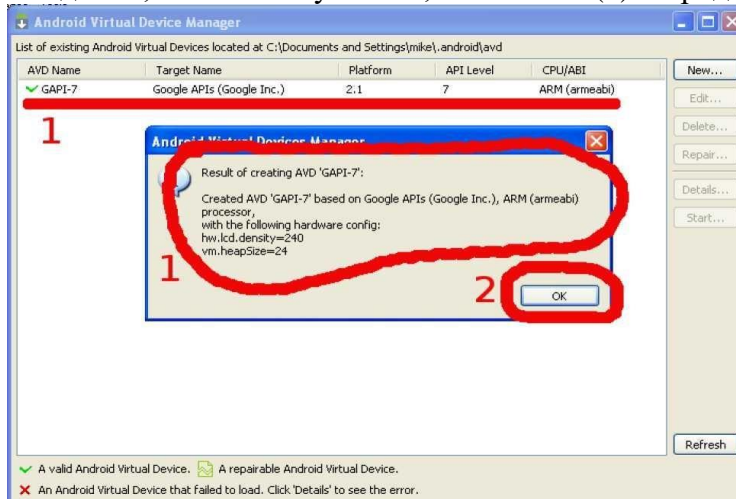 Android Virtual Device Manager
List of existing Android Virtual Devices located at C:\Documents and Settings\mike\.android\avd
AVD Name Target Name Platform API Level CPU/ABI
GAPI-7 Google APIs (Google Inc.) 2.1 7 ARM (armeabi)
New...
Edit...
Delete...
Repair...
Details...
Start...
Refresh
1
Android Virtual Devices Manager
Result of creating AVD 'GAPI-7':
Created AVD 'GAPI-7' based on Google APIs (Google Inc.), ARM (armeabi)
processor,
with the following hardware config:
hw.lcd.density=240
vm.heapSize=24
1
2
OK
A valid Android Virtual Device. A repairable Android Virtual Device.
An Android Virtual Device that failed to load. Click 'Details' to see the error.